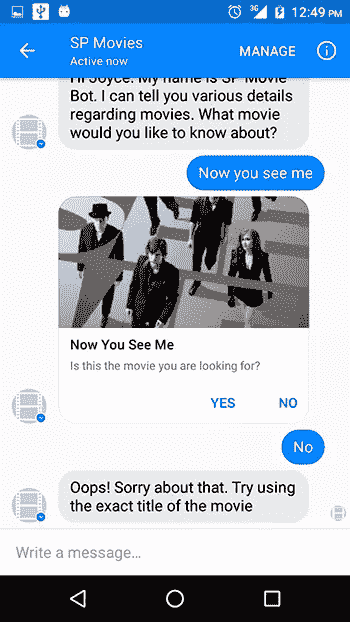 3G
12:49 PM
SP Movies
Active now
MANAGE
Hi Joyce. My name is SP Movie
Bot. I can tell you various details
regarding movies. What movie
would you like to know about?
Now you see me
Now You See Me
Is this the movie you are looking for?
YES NO
No
Oops! Sorry about that. Try using
the exact title of the movie
Write a message...